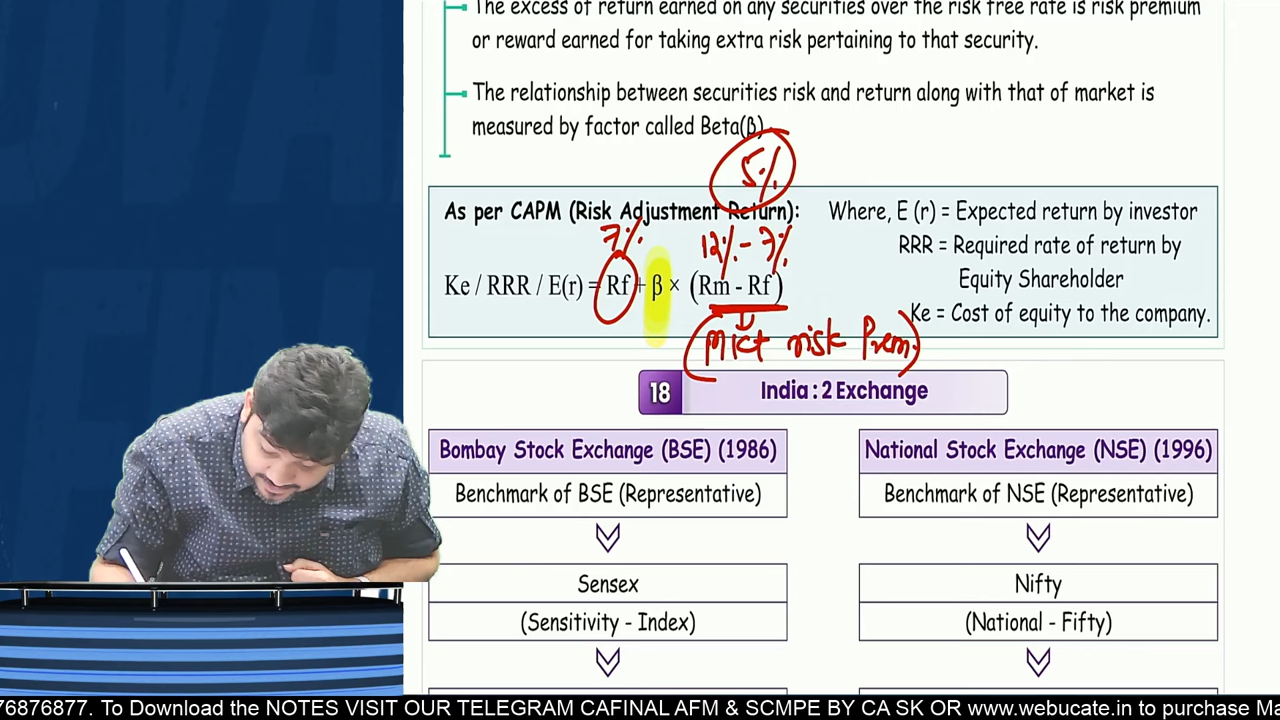 The excess of return earned on any securities over the risk free rate is risk premium
or reward earned for taking extra risk pertaining to that security.
The relationship between securities risk and return along with that of market is
measured by factor called Beta(β)
5%
As per CAPM (Risk Adjustment Return):
7%
12% - 7%
Ke / RRR / E(r) = Rf + β × (Rm - Rf)
(Mkt risk Prem.)
Where, E (r) = Expected return by investor
RRR = Required rate of return by
Equity Shareholder
Ke = Cost of equity to the company.
18 India : 2 Exchange
Bombay Stock Exchange (BSE) (1986)
Benchmark of BSE (Representative)
Sensex
(Sensitivity - Index)
National Stock Exchange (NSE) (1996)
Benchmark of NSE (Representative)
Nifty
(National - Fifty)
76876877. To Download the NOTES VISIT OUR TELEGRAM CAFINAL AFM & SCMPE BY CA SK OR www.webucate.in to purchase Ma